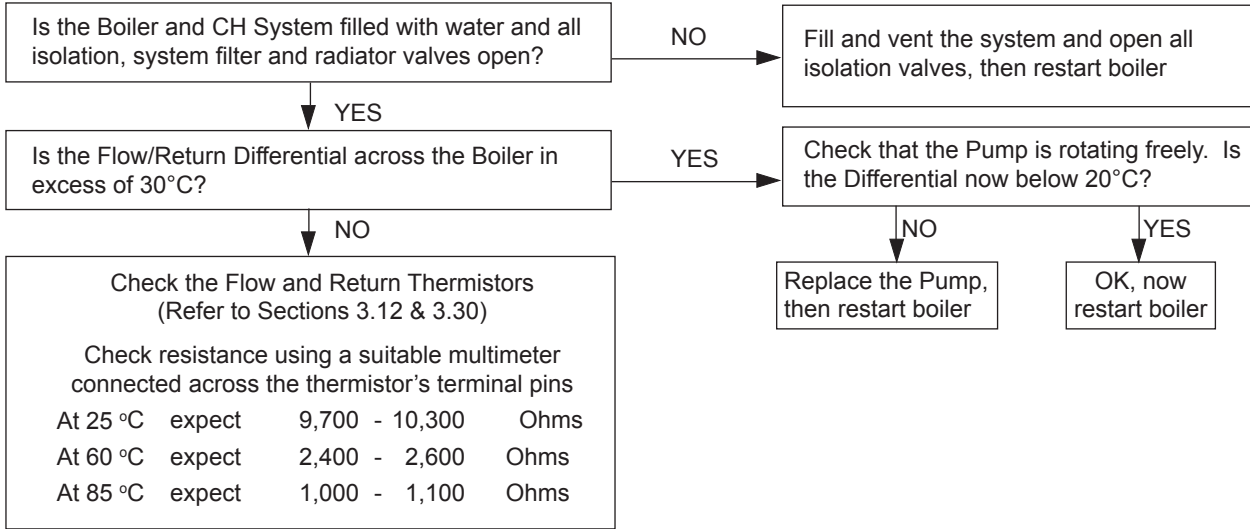 Is the Boiler and CH System filled with water and all
isolation, system filter and radiator valves open?
NO
Fill and vent the system and open all
isolation valves, then restart boiler
YES
Is the Flow/Return Differential across the Boiler in
excess of 30°C?
YES
Check that the Pump is rotating freely.  Is
the Differential now below 20°C?
NO
NO
YES
Replace the Pump,
then restart boiler
OK, now
restart boiler
Check the Flow and Return Thermistors
(Refer to Sections 3.12 & 3.30)
Check resistance using a suitable multimeter
connected across the thermistor's terminal pins
At 25 °C expect 9,700 - 10,300 Ohms
At 60 °C expect 2,400 - 2,600 Ohms
At 85 °C expect 1,000 - 1,100 Ohms